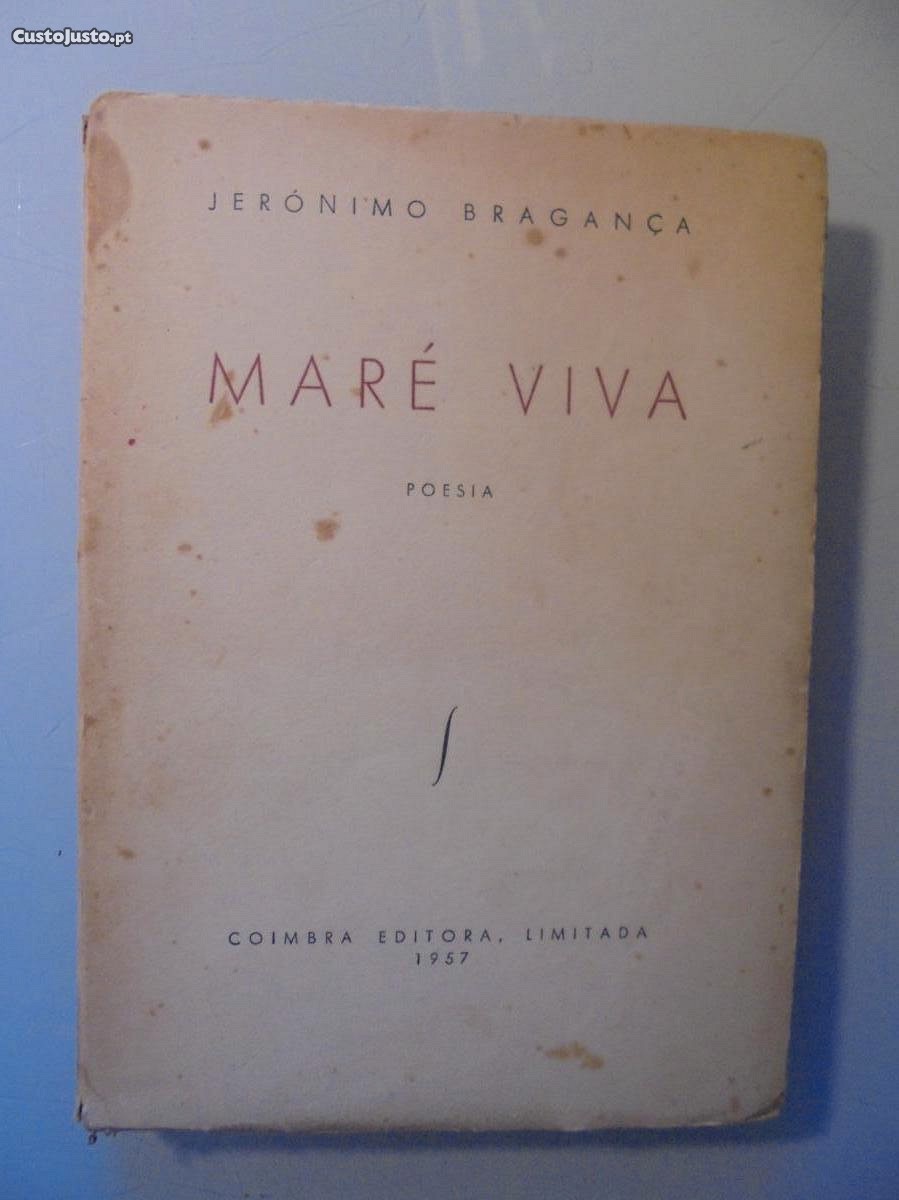 CustoJusto.pt
JERÓNIMO BRAGANÇA
MARÉ VIVA
POESIA
COIMBRA EDITORA, LIMITADA
1957